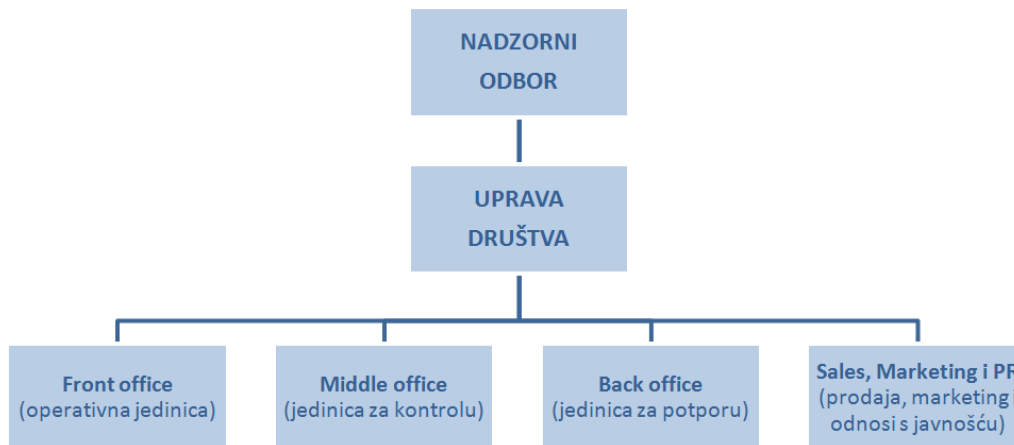 NADZORNI
ODBOR
UPRAVA
DRUŠTVA
Front office
(operativna jedinica)
Middle office
(jedinica za kontrolu)
Back office
(jedinica za potporu)
Sales, Marketing i PR
(prodaja, marketing i
odnosi s javnošću)